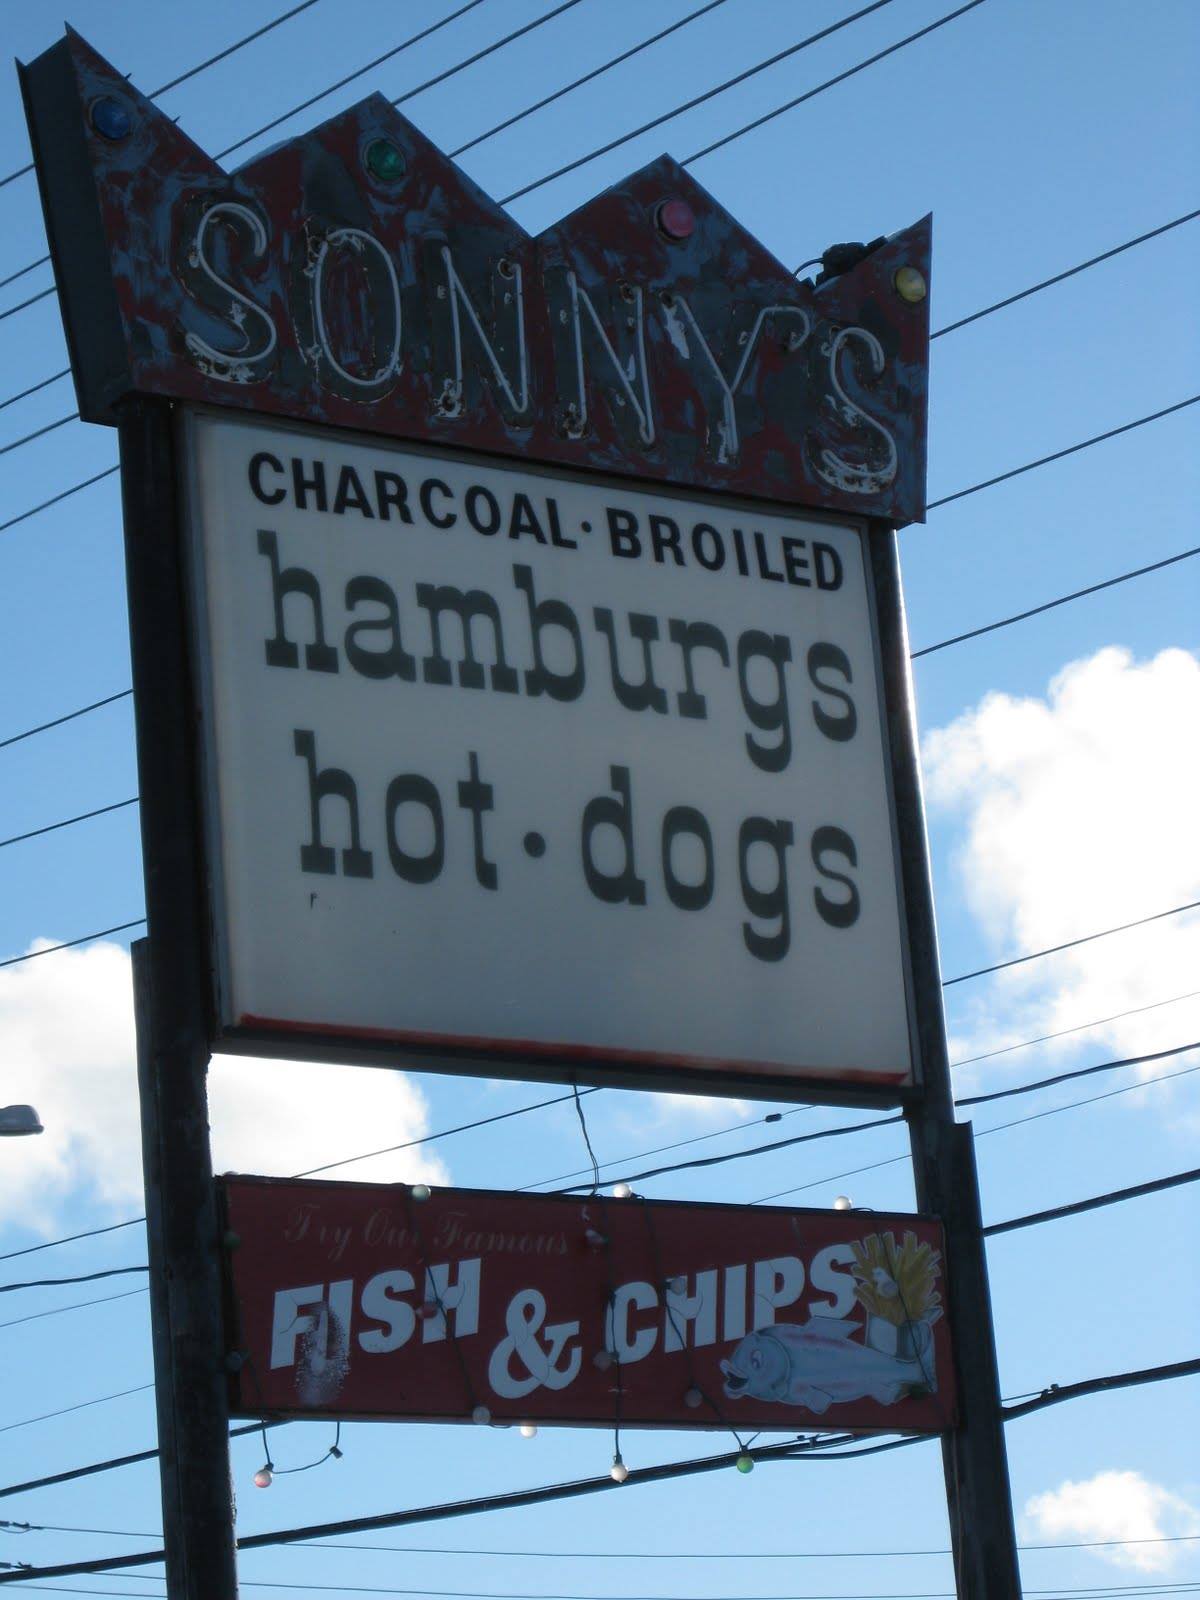 SONNY'S
CHARCOAL·BROILED
hamburgs
hot·dogs
Try Our Famous
FISH & CHIPS